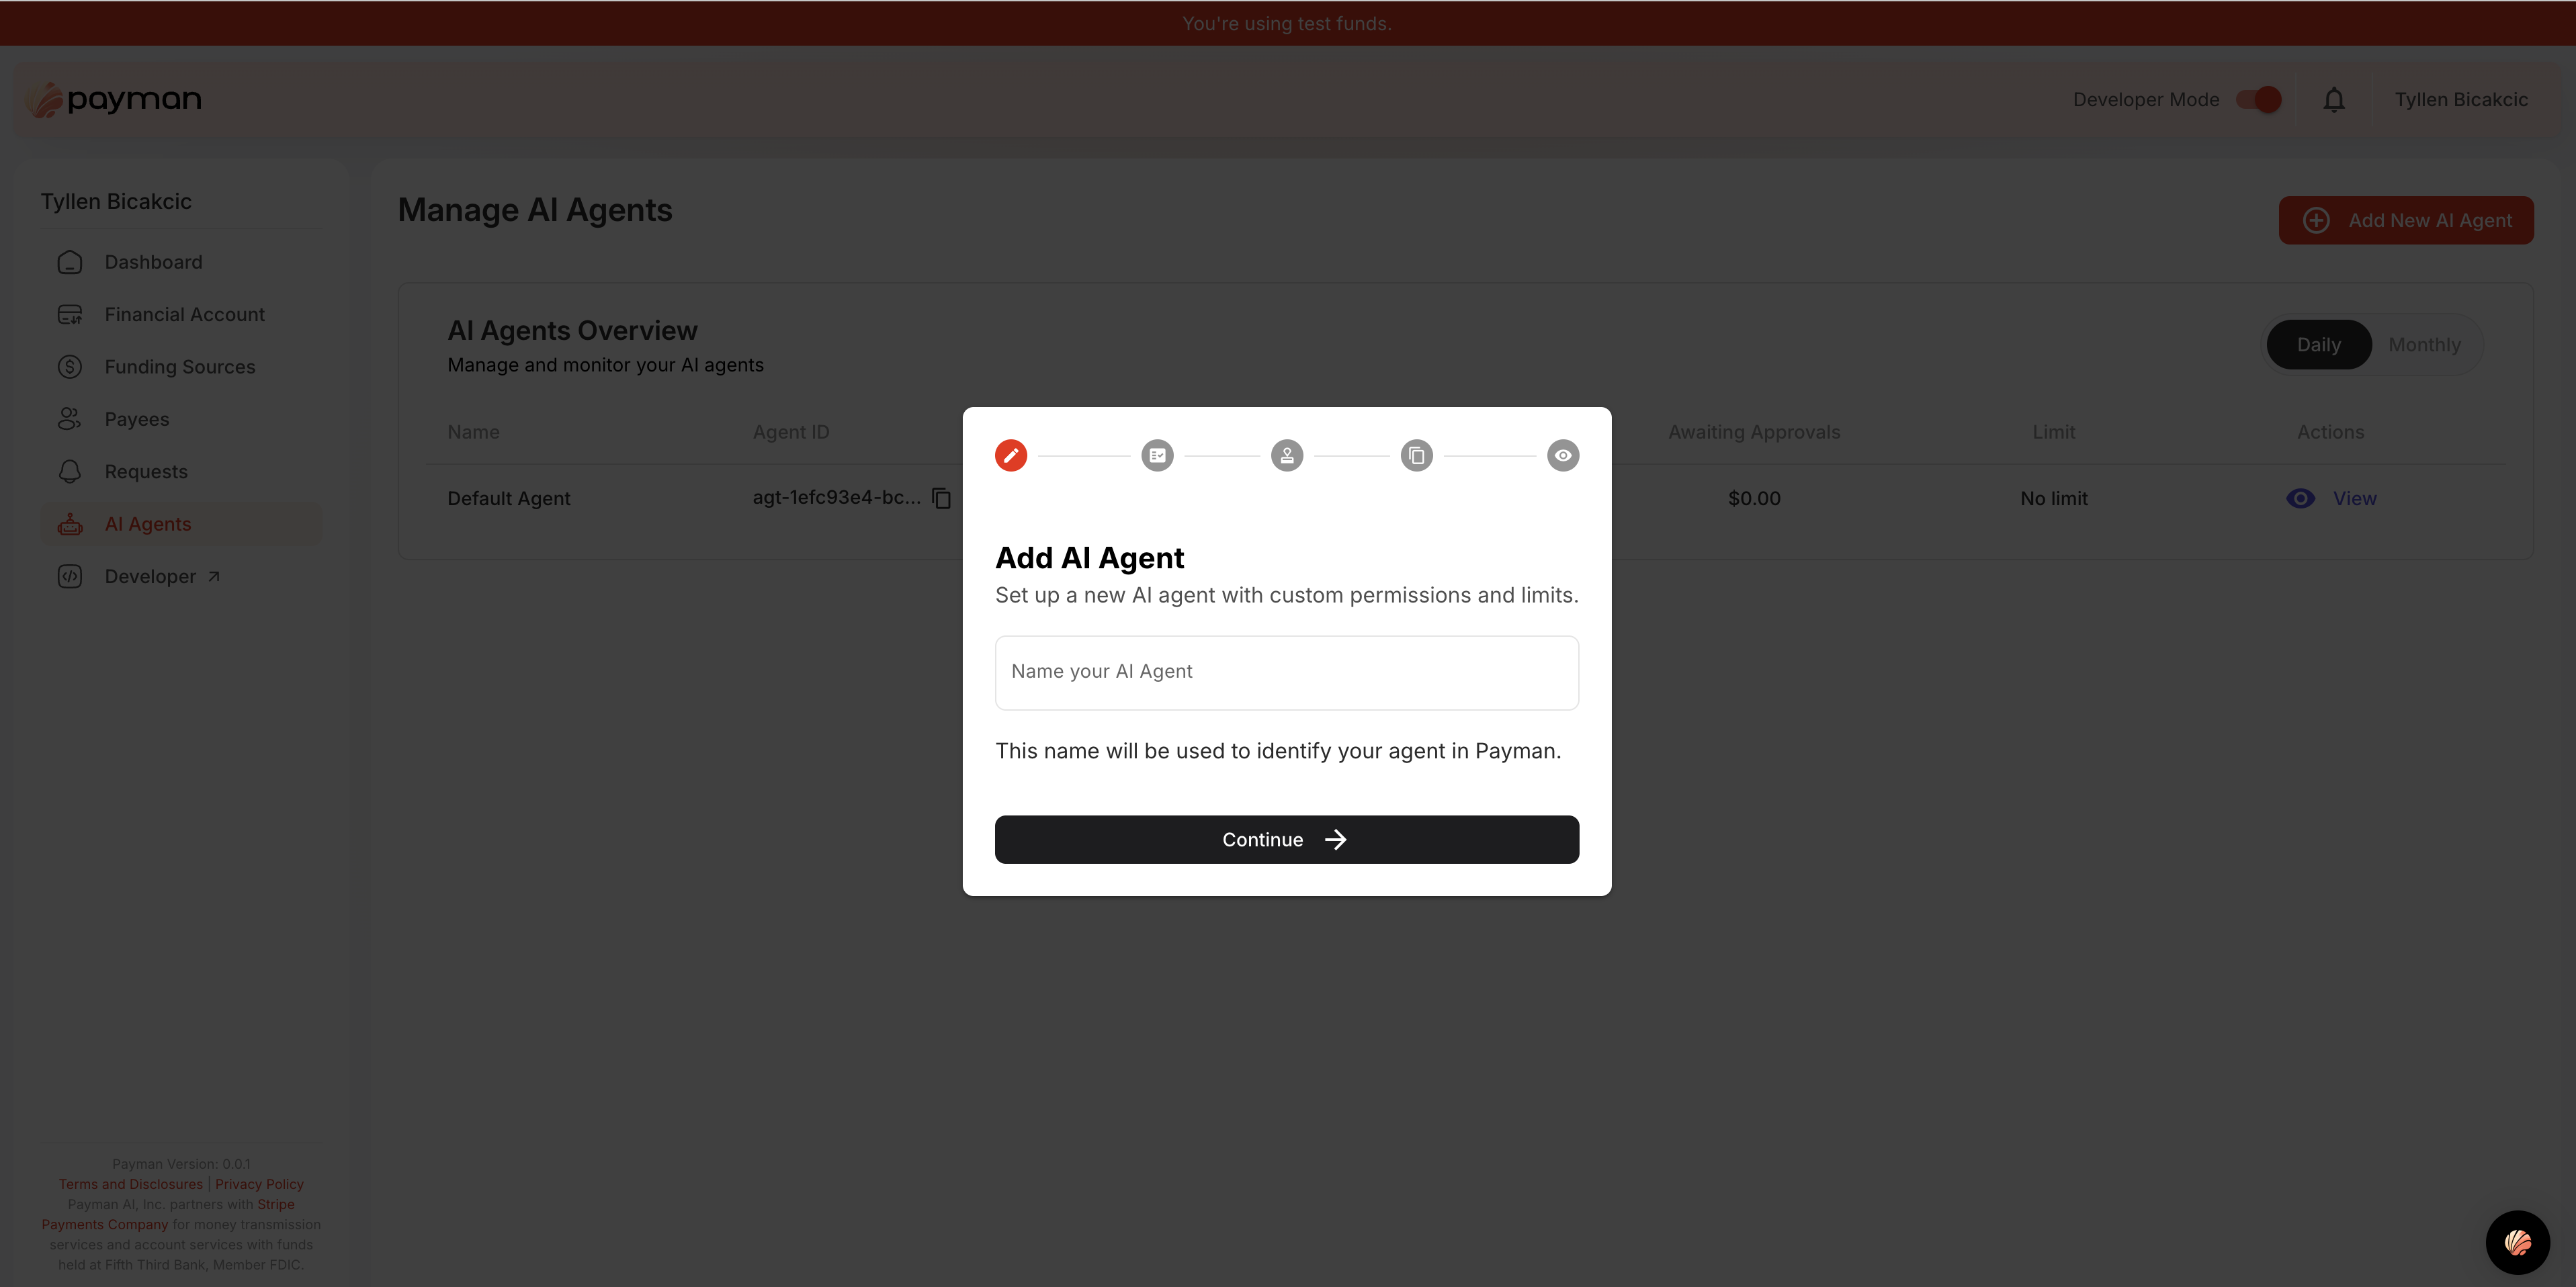 You're using test funds.
payman
Developer Mode
Tyllen Bicakcic
Tyllen Bicakcic
Dashboard
Financial Account
Funding Sources
Payees
Requests
AI Agents
Developer
Payman Version: 0.0.1
Terms and Disclosures | Privacy Policy
Payman AI, Inc. partners with Stripe
Payments Company for money transmission
services and account services with funds
held at Fifth Third Bank, Member FDIC.
Manage AI Agents
Add New AI Agent
AI Agents Overview
Manage and monitor your AI agents
Daily Monthly
Name Agent ID Awaiting Approvals Limit Actions
Default Agent agt-1efc93e4-bc... $0.00 No limit View
Add AI Agent
Set up a new AI agent with custom permissions and limits.
Name your AI Agent
This name will be used to identify your agent in Payman.
Continue